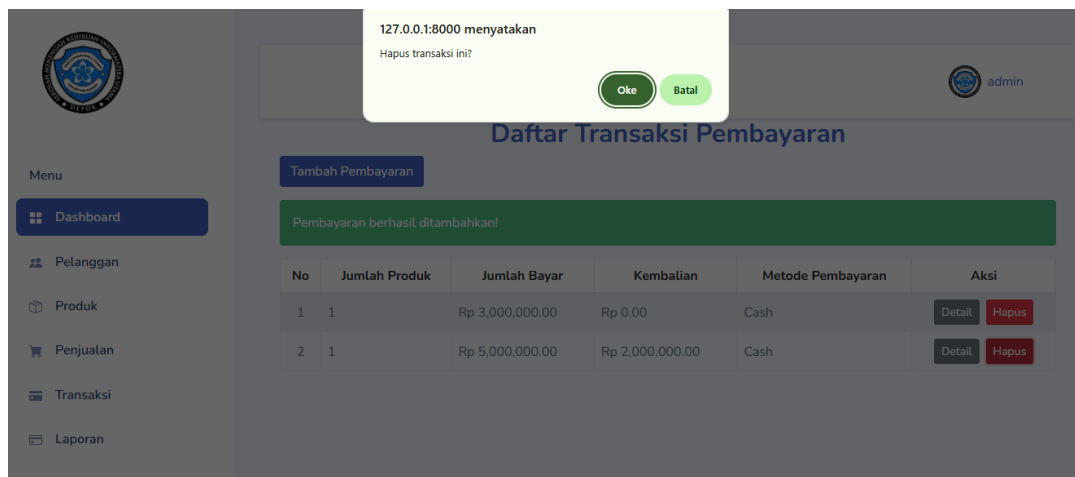 127.0.0.1:8000 menyatakan
Hapus transaksi ini?
Oke Batal
admin
Daftar Transaksi Pembayaran
Tambah Pembayaran
Pembayaran berhasil ditambahkan!
Menu
Dashboard
Pelanggan
Produk
Penjualan
Transaksi
Laporan
No Jumlah Produk Jumlah Bayar Kembalian Metode Pembayaran Aksi
1 1 Rp 3,000,000.00 Rp 0.00 Cash Detail Hapus
2 1 Rp 5,000,000.00 Rp 2,000,000.00 Cash Detail Hapus